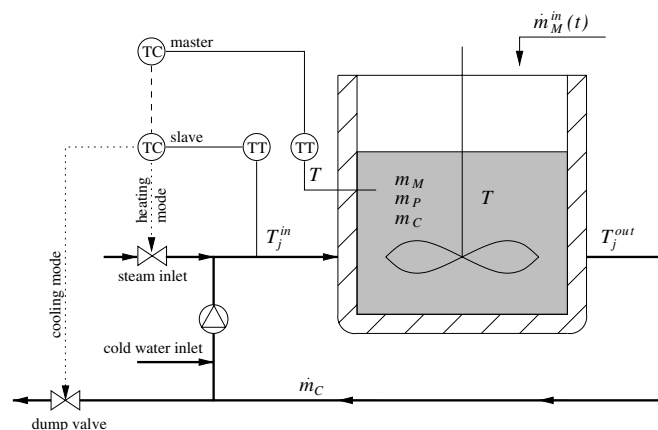 TC master
ṁ_M^in(t)
TC slave TT TT
T
m_M
m_P
m_C
T
heating
mode
T_j^in
T_j^out
steam inlet
cooling mode
cold water inlet
ṁ_C
dump valve